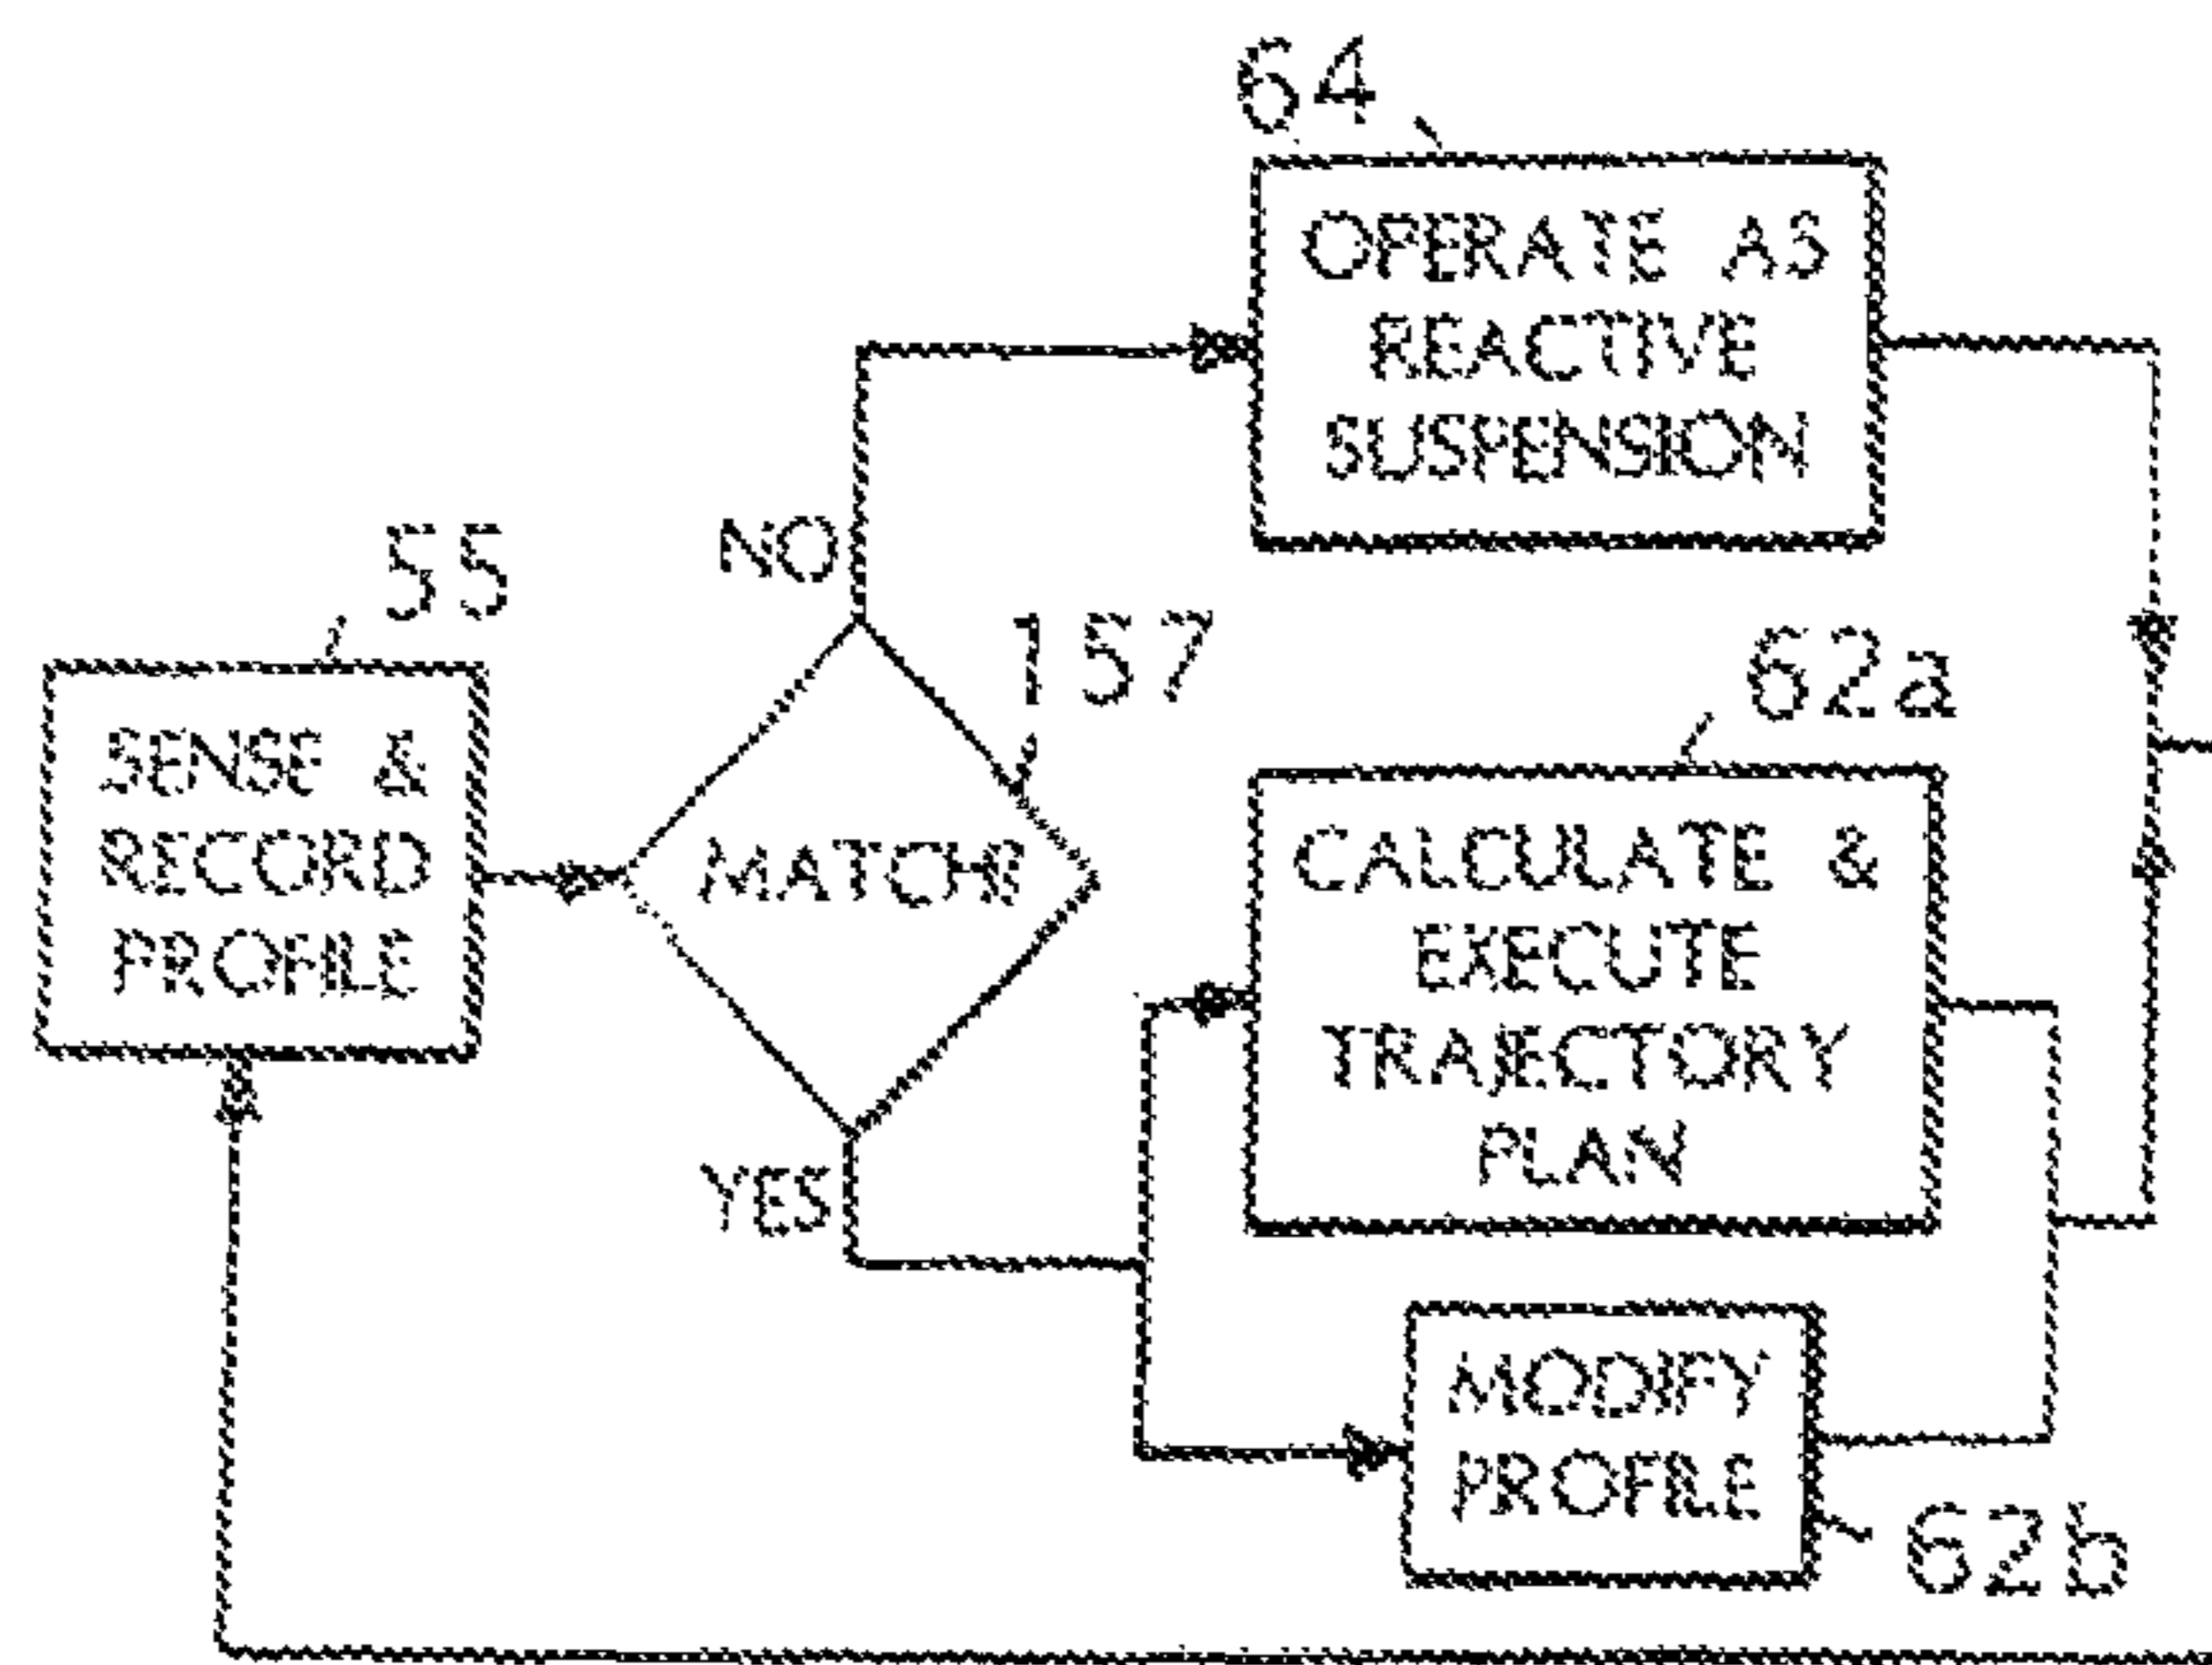 64
OPERATE AS
REACTIVE
SUSPENSION
NO
55
157
62a
SENSE &
RECORD
PROFILE
MATCH?
CALCULATE &
EXECUTE
TRAJECTORY
PLAN
YES
MODIFY
PROFILE
62b